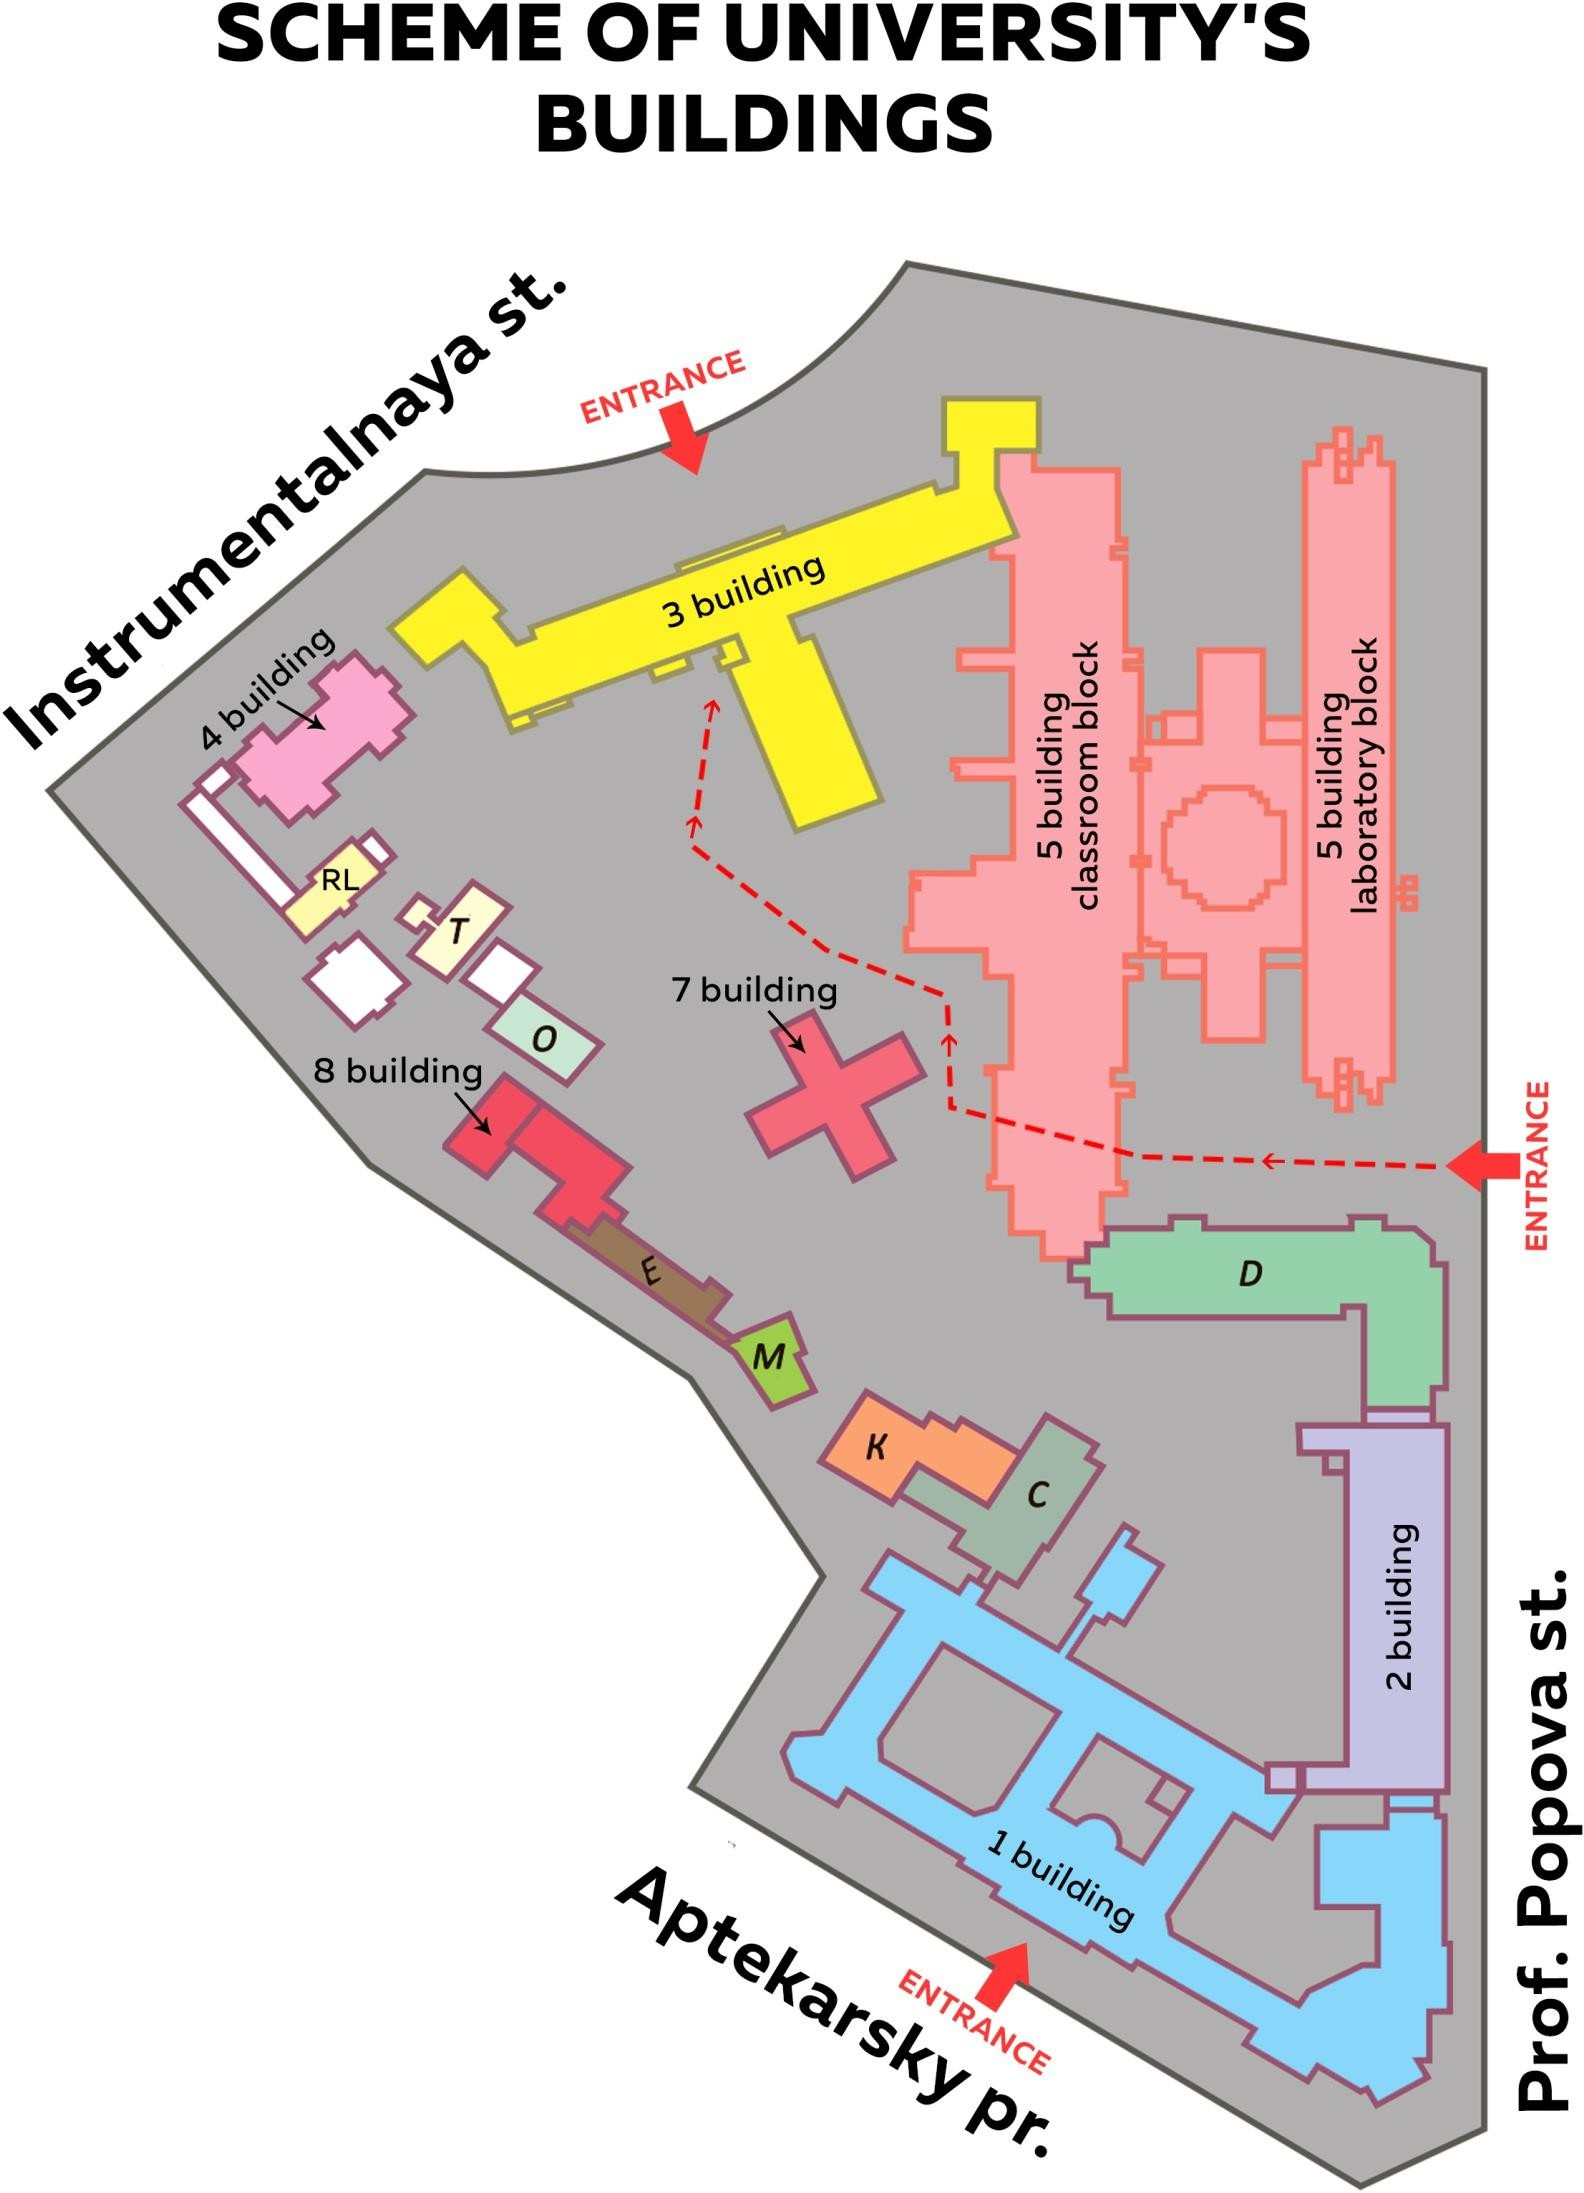 SCHEME OF UNIVERSITY'S
BUILDINGS
Instrumentalnaya st.
ENTRANCE
3 building
4 building
5 building
classroom block
5 building
laboratory block
RL
T
7 building
O
8 building
ENTRANCE
E
D
M
K
C
2 building
1 building
Prof. Popova st.
Aptekarsky pr.
ENTRANCE